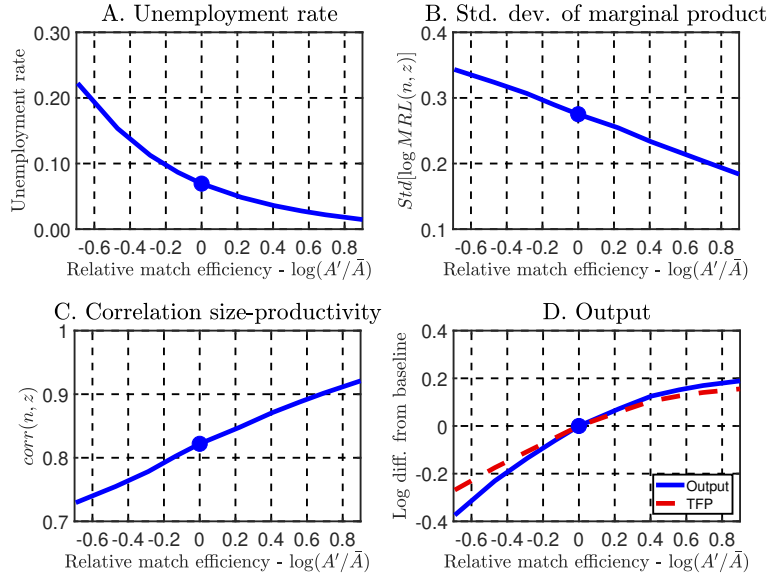 A. Unemployment rate
0.30
0.20
0.10
0.00
Unemployment rate
-0.6 -0.4 -0.2 0 0.2 0.4 0.6 0.8
Relative match efficiency - log(A′/Ā)
B. Std. dev. of marginal product
0.4
0.3
0.2
0.1
Std[log MRL(n, z)]
-0.6 -0.4 -0.2 0 0.2 0.4 0.6 0.8
Relative match efficiency - log(A′/Ā)
C. Correlation size-productivity
1
0.9
0.8
0.7
corr(n, z)
-0.6 -0.4 -0.2 0 0.2 0.4 0.6 0.8
Relative match efficiency - log(A′/Ā)
D. Output
0.4
0.2
0
-0.2
-0.4
Log diff. from baseline
Output
TFP
-0.6 -0.4 -0.2 0 0.2 0.4 0.6 0.8
Relative match efficiency - log(A′/Ā)